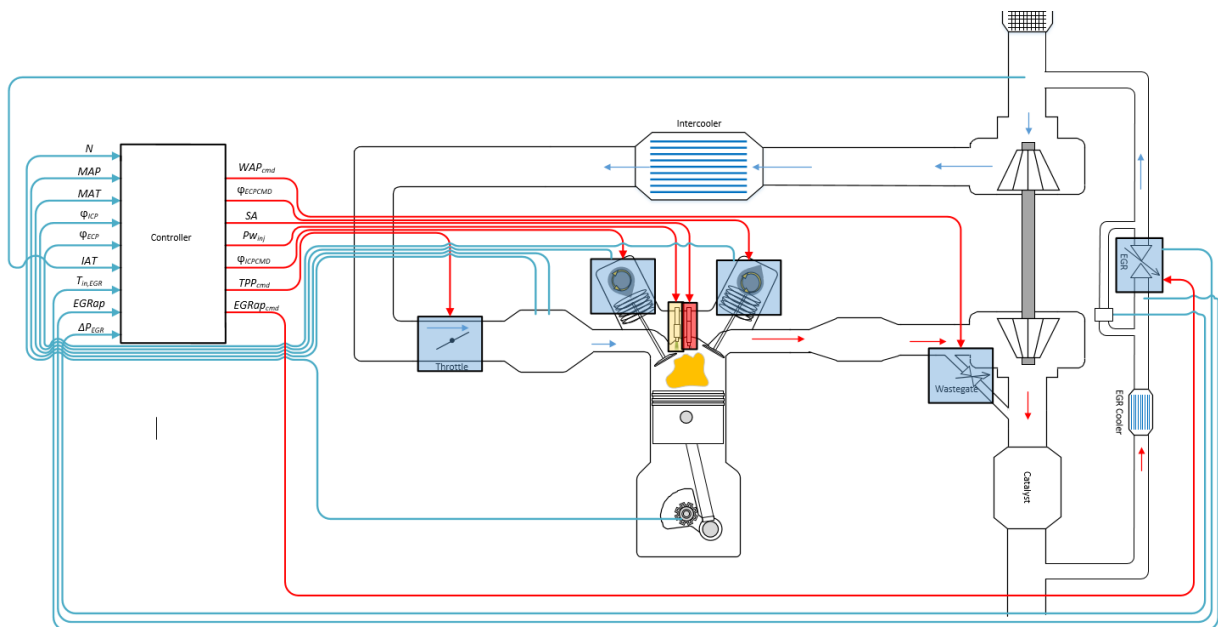 Intercooler
N
MAP
MAT
φICP
φECP
IAT
Tin,EGR
EGRap
ΔPEGR
Controller
WAPcmd
φECPCMD
SA
Pwinj
φICPCMD
TPPcmd
EGRapcmd
EGR
Throttle
Wastegate
EGR Cooler
Catalyst